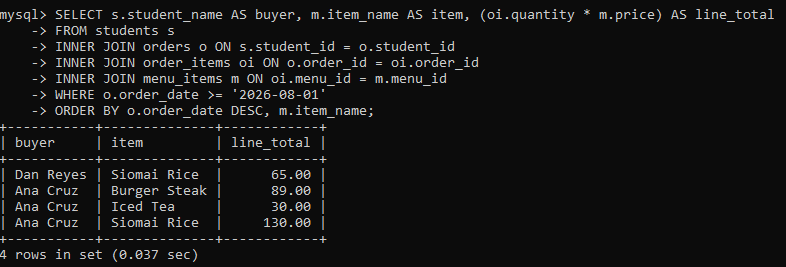 mysql> SELECT s.student_name AS buyer, m.item_name AS item, (oi.quantity * m.price) AS line_total
    -> FROM students s
    -> INNER JOIN orders o ON s.student_id = o.student_id
    -> INNER JOIN order_items oi ON o.order_id = oi.order_id
    -> INNER JOIN menu_items m ON oi.menu_id = m.menu_id
    -> WHERE o.order_date >= '2026-08-01'
    -> ORDER BY o.order_date DESC, m.item_name;
+-----------+--------------+------------+
| buyer     | item         | line_total |
+-----------+--------------+------------+
| Dan Reyes | Siomai Rice  |      65.00 |
| Ana Cruz  | Burger Steak |      89.00 |
| Ana Cruz  | Iced Tea     |      30.00 |
| Ana Cruz  | Siomai Rice  |     130.00 |
+-----------+--------------+------------+
4 rows in set (0.037 sec)